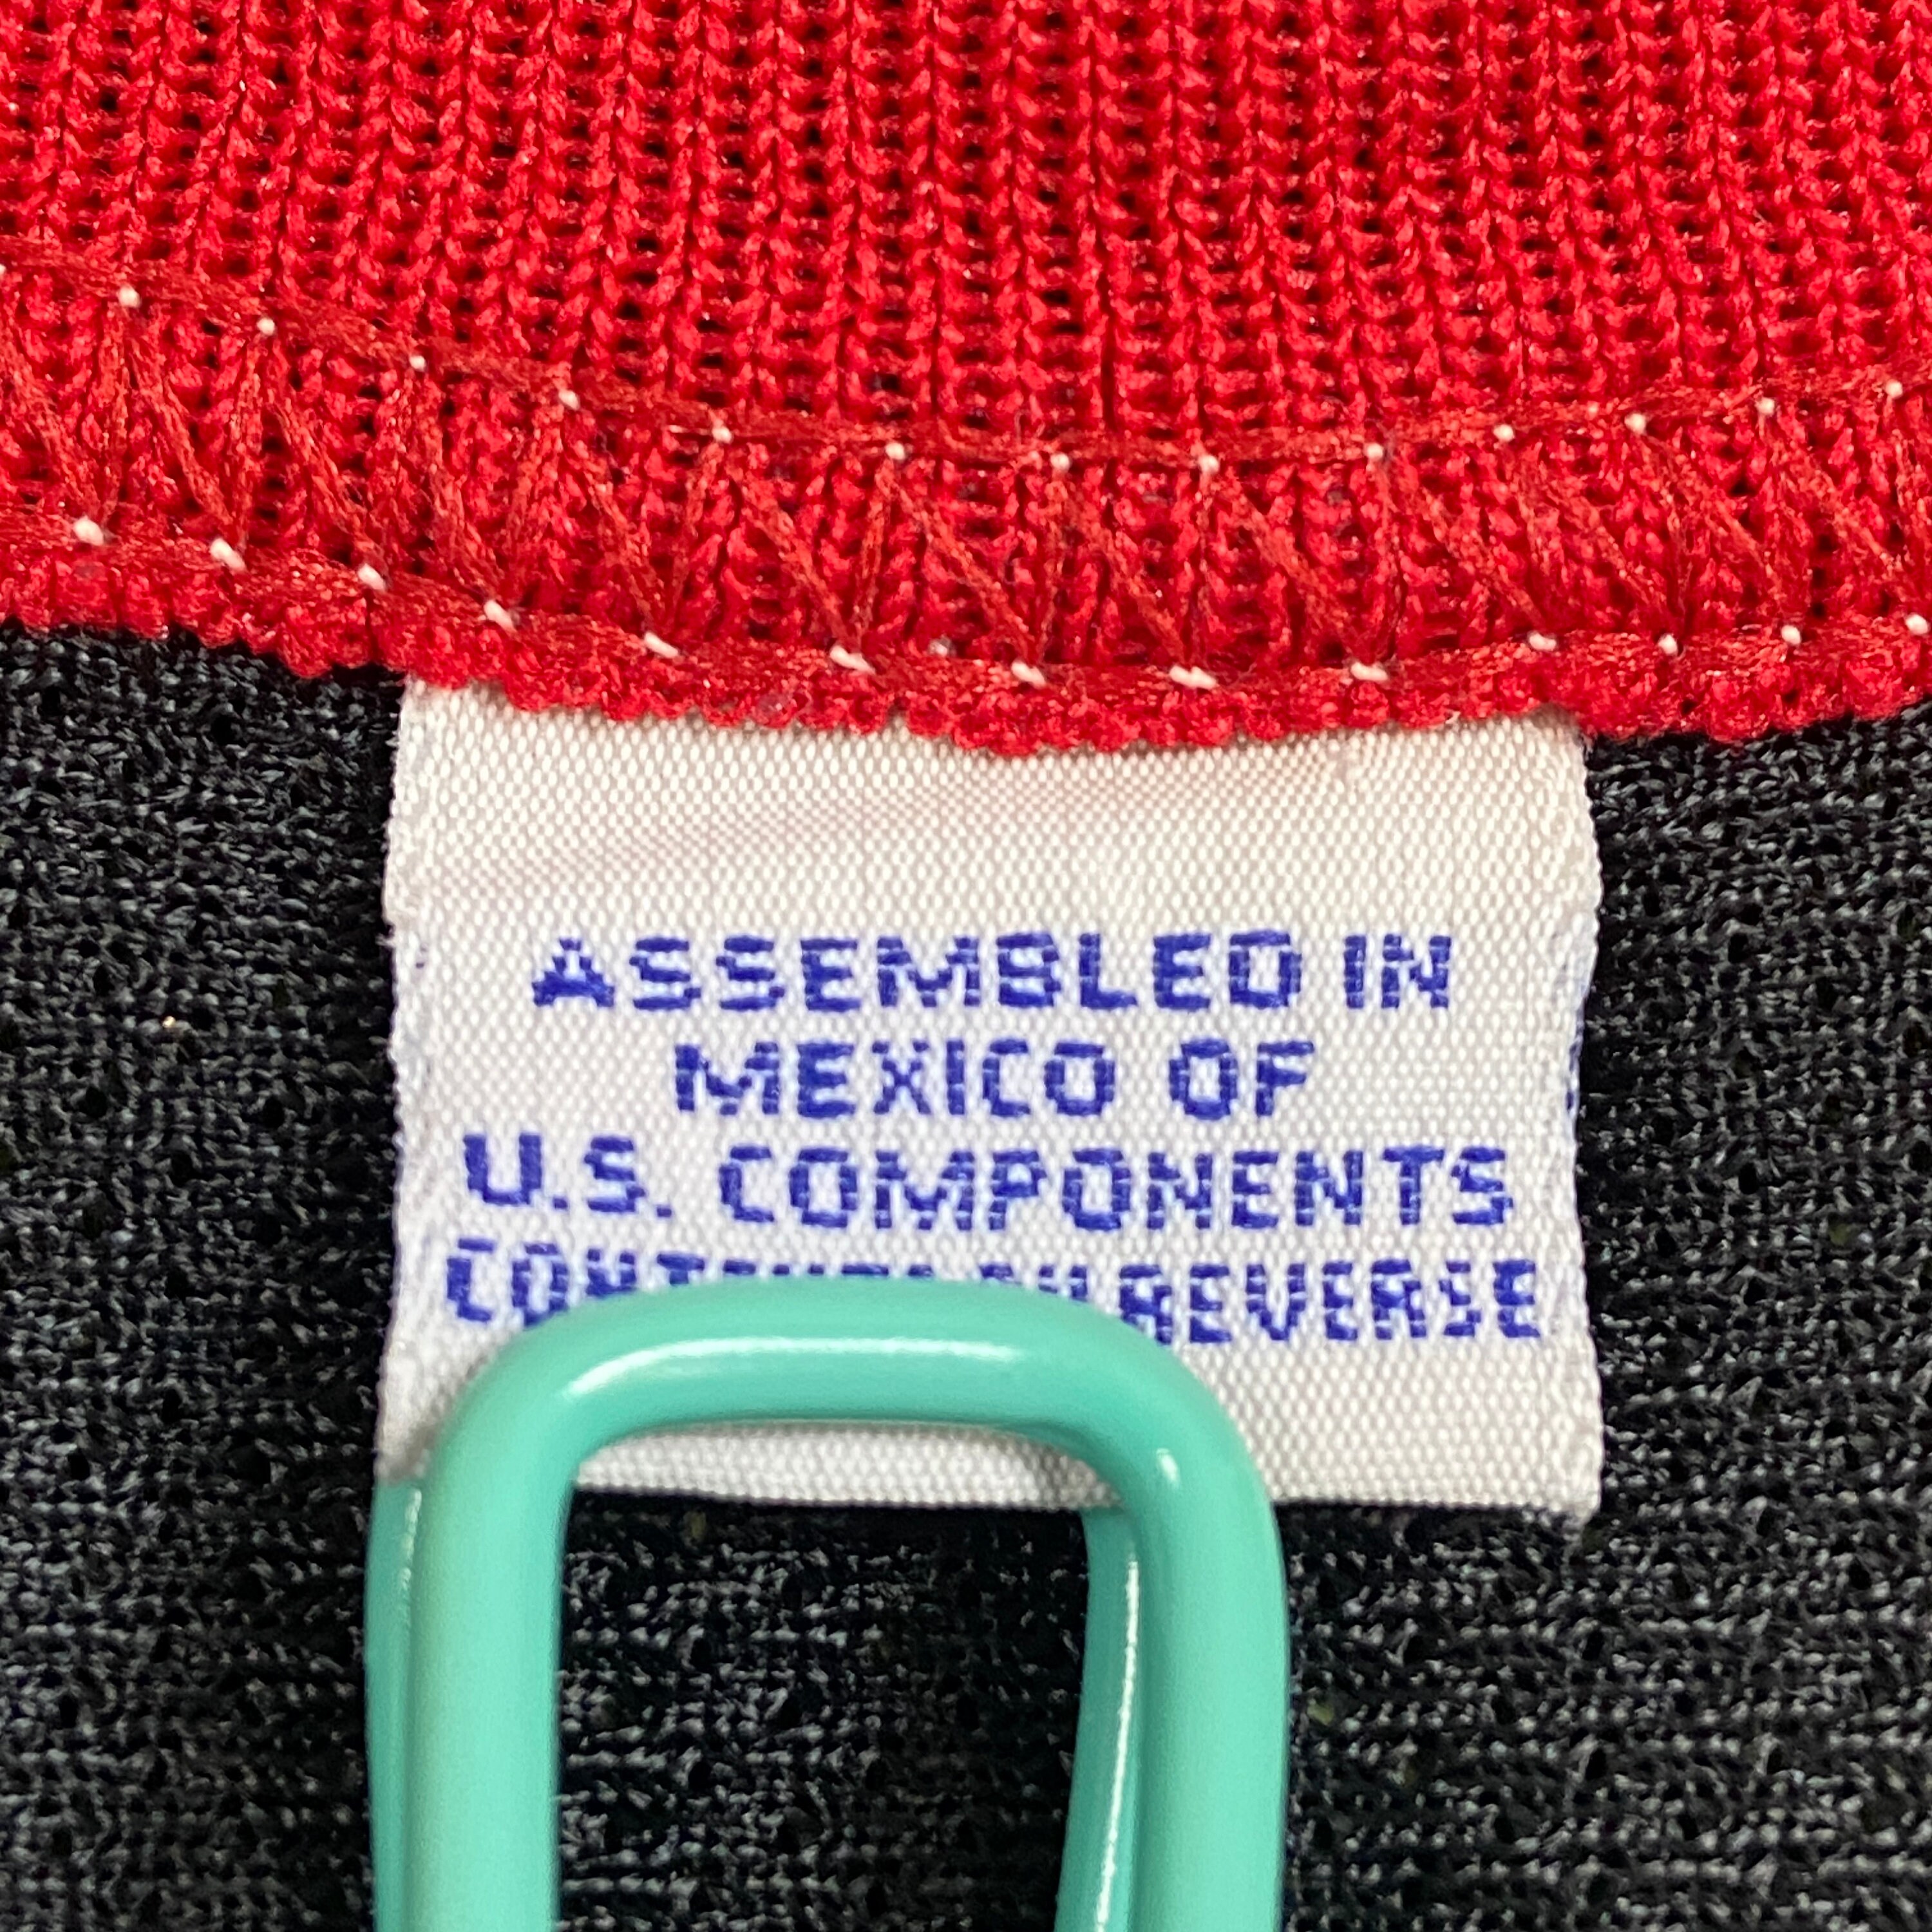 ASSEMBLED IN
MEXICO OF
U.S. COMPONENTS
REVERSE